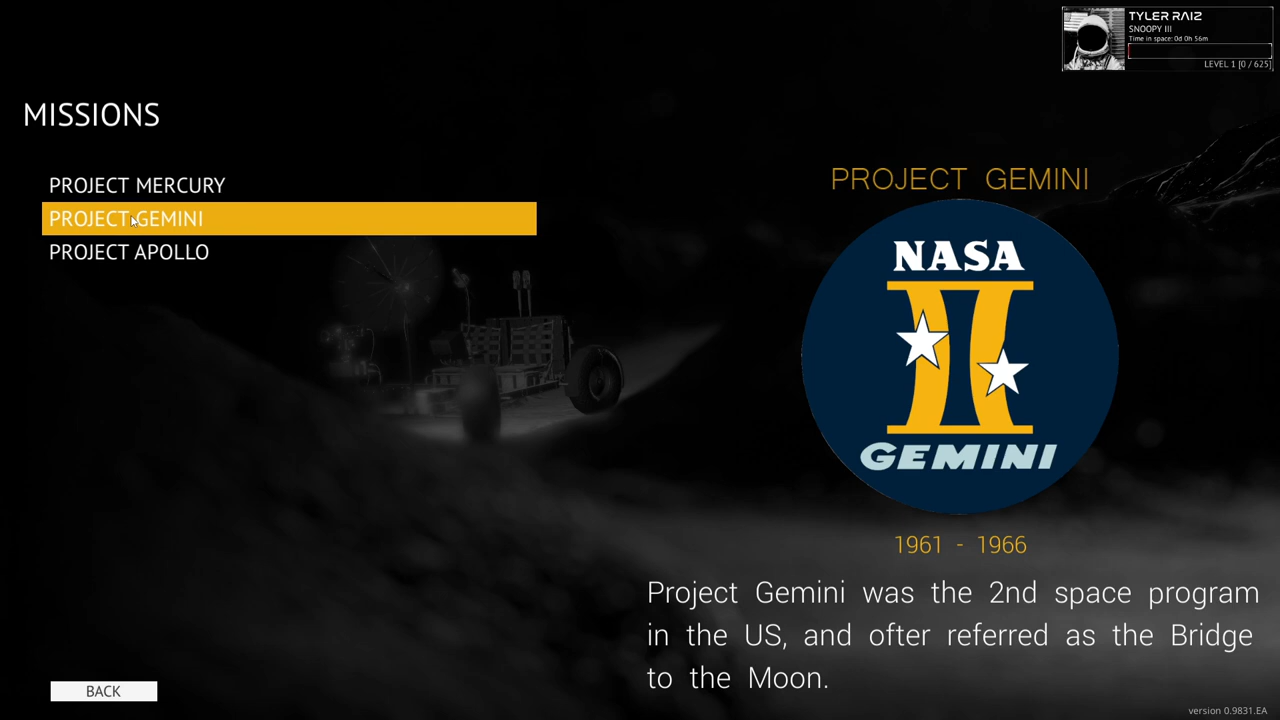 TYLER RAIZ
SNOOPY III
Time in space: 0d 0h 56m
LEVEL 1 [0 / 625]
MISSIONS
PROJECT MERCURY
PROJECT GEMINI
PROJECT APOLLO
PROJECT GEMINI
NASA
GEMINI
1961 - 1966
Project Gemini was the 2nd space program
in the US, and ofter referred as the Bridge
to the Moon.
BACK
version 0.9831.EA